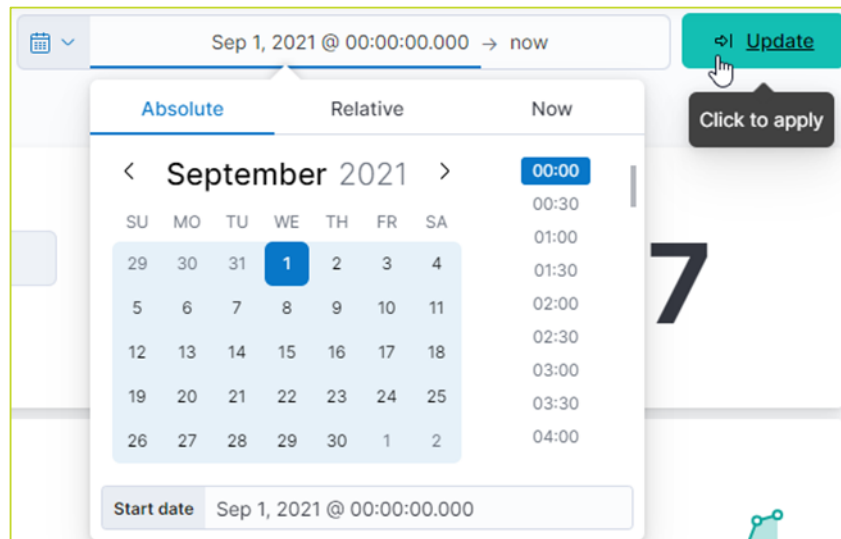 Sep 1, 2021 @ 00:00:00.000 → now
Update
Click to apply
Absolute Relative Now
September 2021
SU MO TU WE TH FR SA
29 30 31 1 2 3 4
5 6 7 8 9 10 11
12 13 14 15 16 17 18
19 20 21 22 23 24 25
26 27 28 29 30 1 2
00:00
00:30
01:00
01:30
02:00
02:30
03:00
03:30
04:00
7
Start date Sep 1, 2021 @ 00:00:00.000